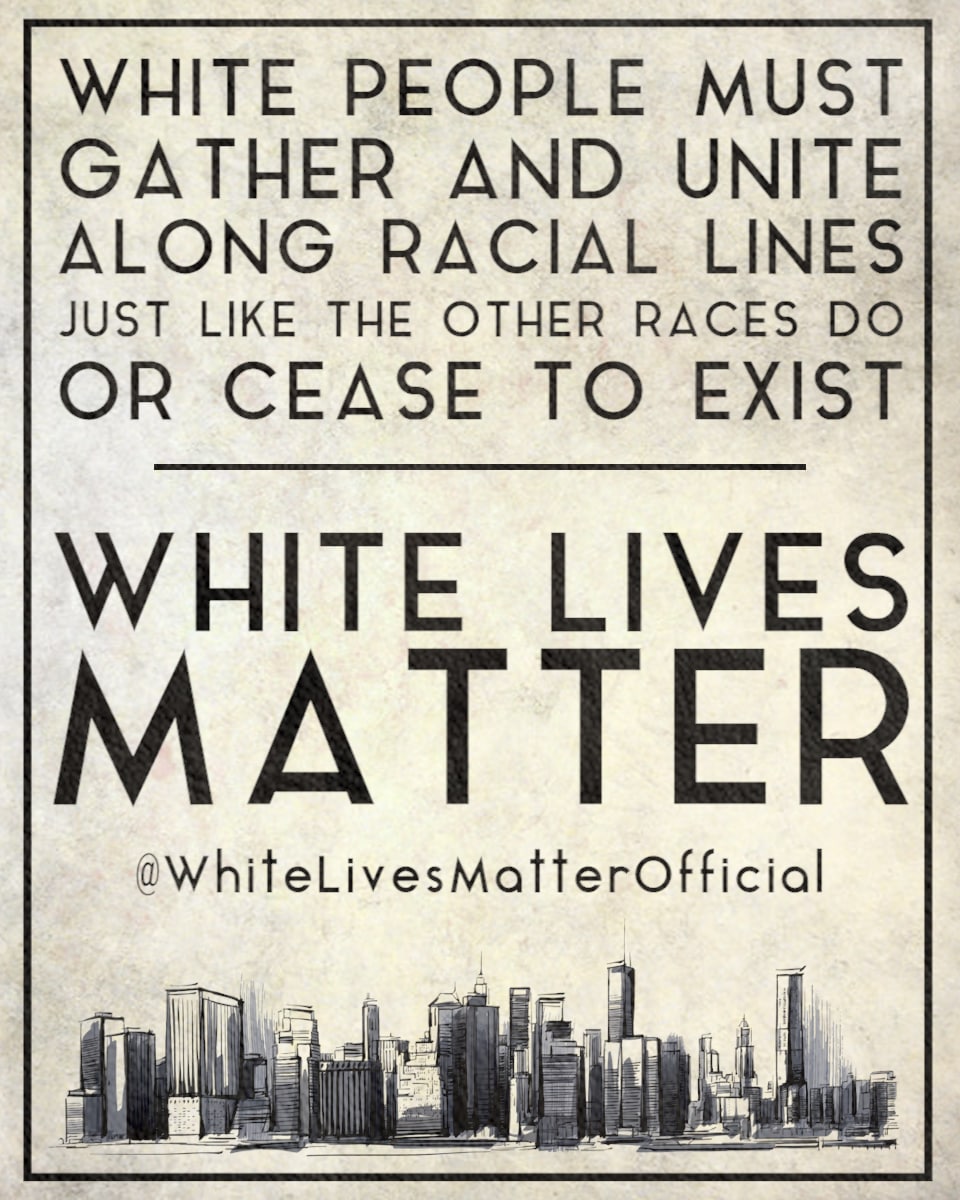 WHITE PEOPLE MUST
GATHER AND UNITE
ALONG RACIAL LINES
JUST LIKE THE OTHER RACES DO
OR CEASE TO EXIST
WHITE LIVES
MATTER
@WhiteLivesMatterOfficial